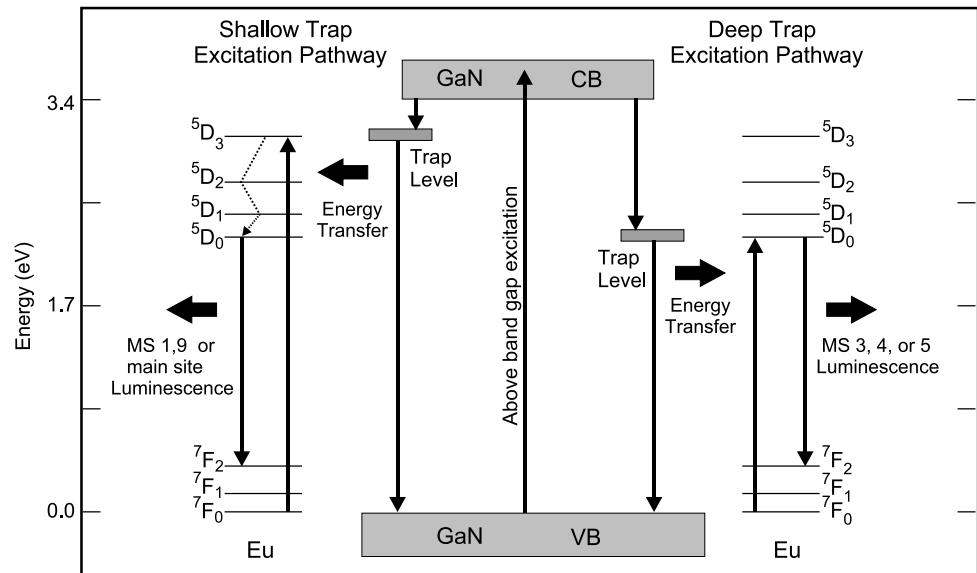 Shallow Trap
Excitation Pathway
Deep Trap
Excitation Pathway
GaN CB
3.4
1.7
0.0
Energy (eV)
⁵D₃
⁵D₂
⁵D₁
⁵D₀
⁷F₂
⁷F₁
⁷F₀
Eu
MS 1,9 or
main site
Luminescence
Trap
Level
Energy
Transfer
Above band gap excitation
Trap
Level
Energy
Transfer
⁵D₃
⁵D₂
⁵D₁
⁵D₀
MS 3, 4, or 5
Luminescence
⁷F₂
⁷F₁
⁷F₀
Eu
GaN VB